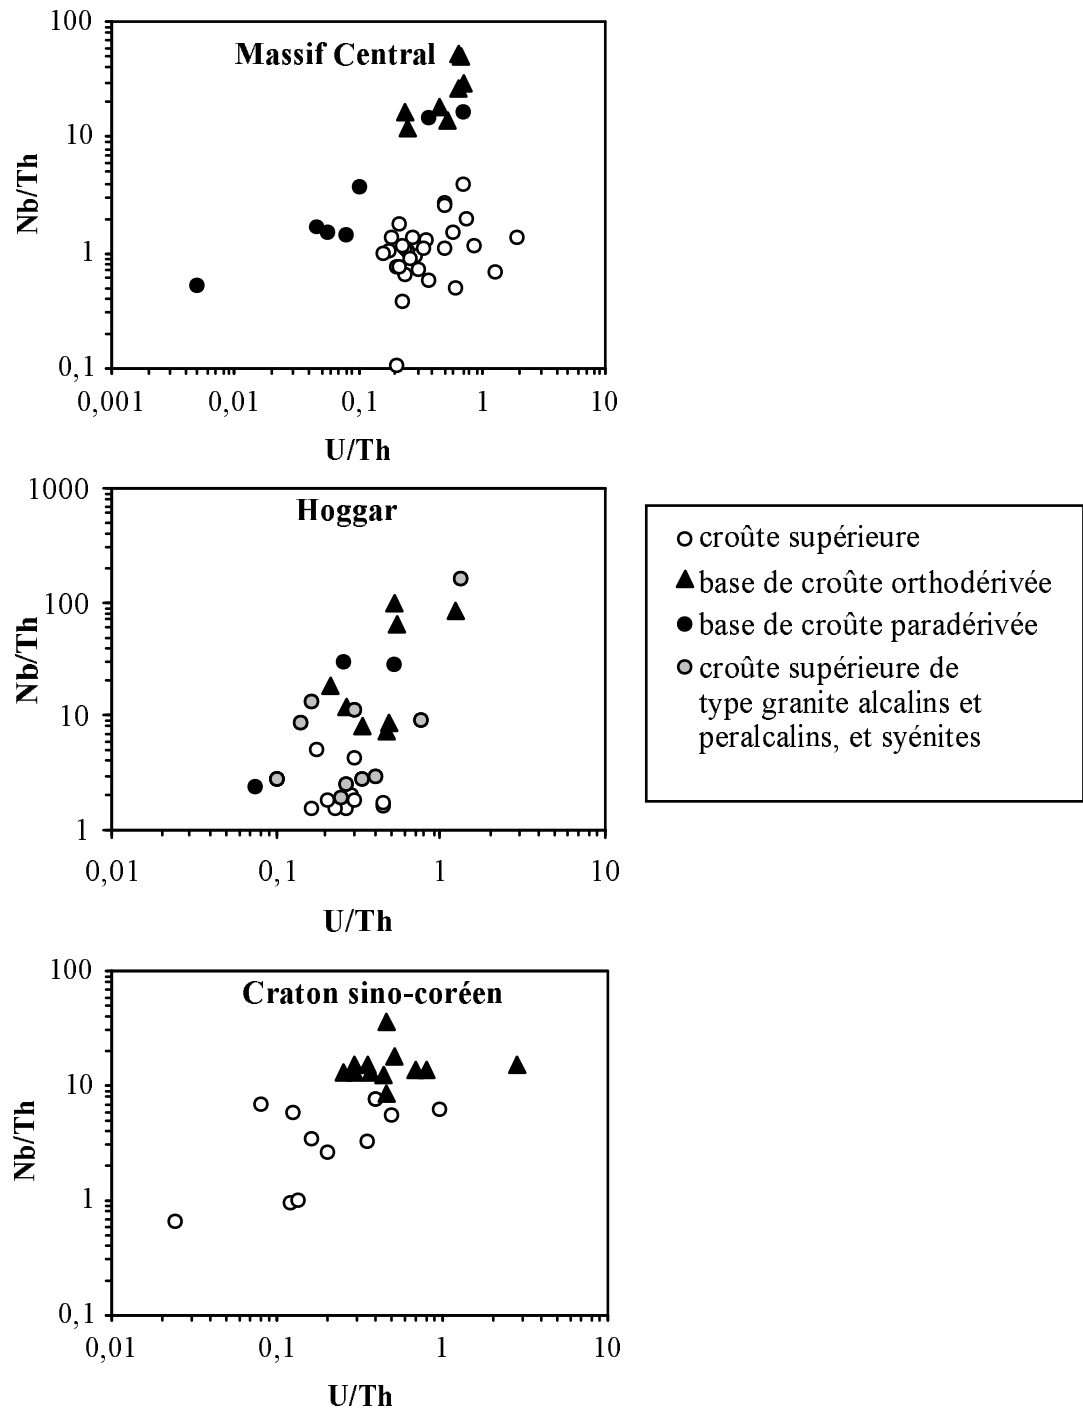 100
Massif Central
10
Nb/Th
1
0,1
0,001 0,01 0,1 1 10
U/Th
1000
Hoggar
100
Nb/Th
10
1
0,01 0,1 1 10
U/Th
croûte supérieure
base de croûte orthodérivée
base de croûte paradérivée
croûte supérieure de
type granite alcalins et
peralcalins, et syénites
100
Craton sino-coréen
10
Nb/Th
1
0,1
0,01 0,1 1 10
U/Th